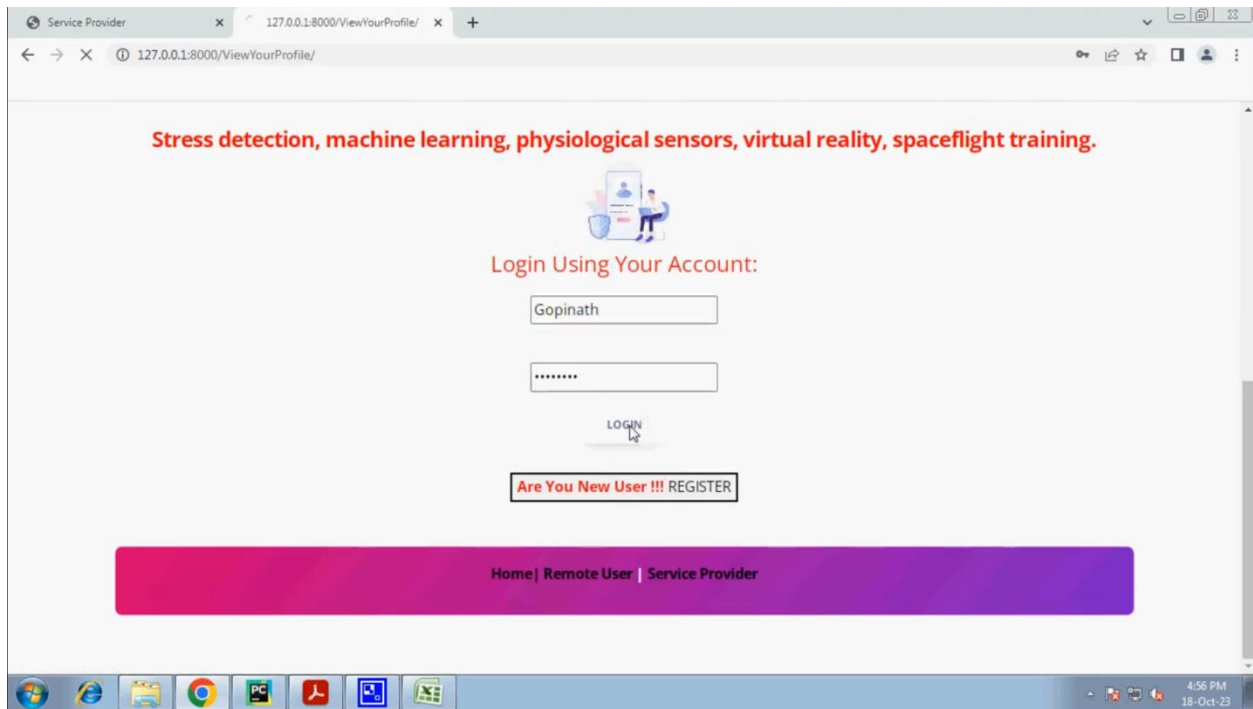 Service Provider
127.0.0.1:8000/ViewYourProfile/
127.0.0.1:8000/ViewYourProfile/
Stress detection, machine learning, physiological sensors, virtual reality, spaceflight training.
Login Using Your Account:
Gopinath
••••••••
LOGIN
Are You New User !!! REGISTER
Home| Remote User | Service Provider
PC
4:56 PM
18-Oct-23